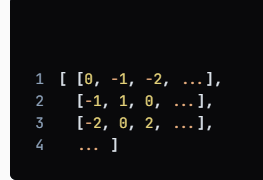 1 [ [0, -1, -2, ...],
2   [-1, 1, 0, ...],
3   [-2, 0, 2, ...],
4   ... ]